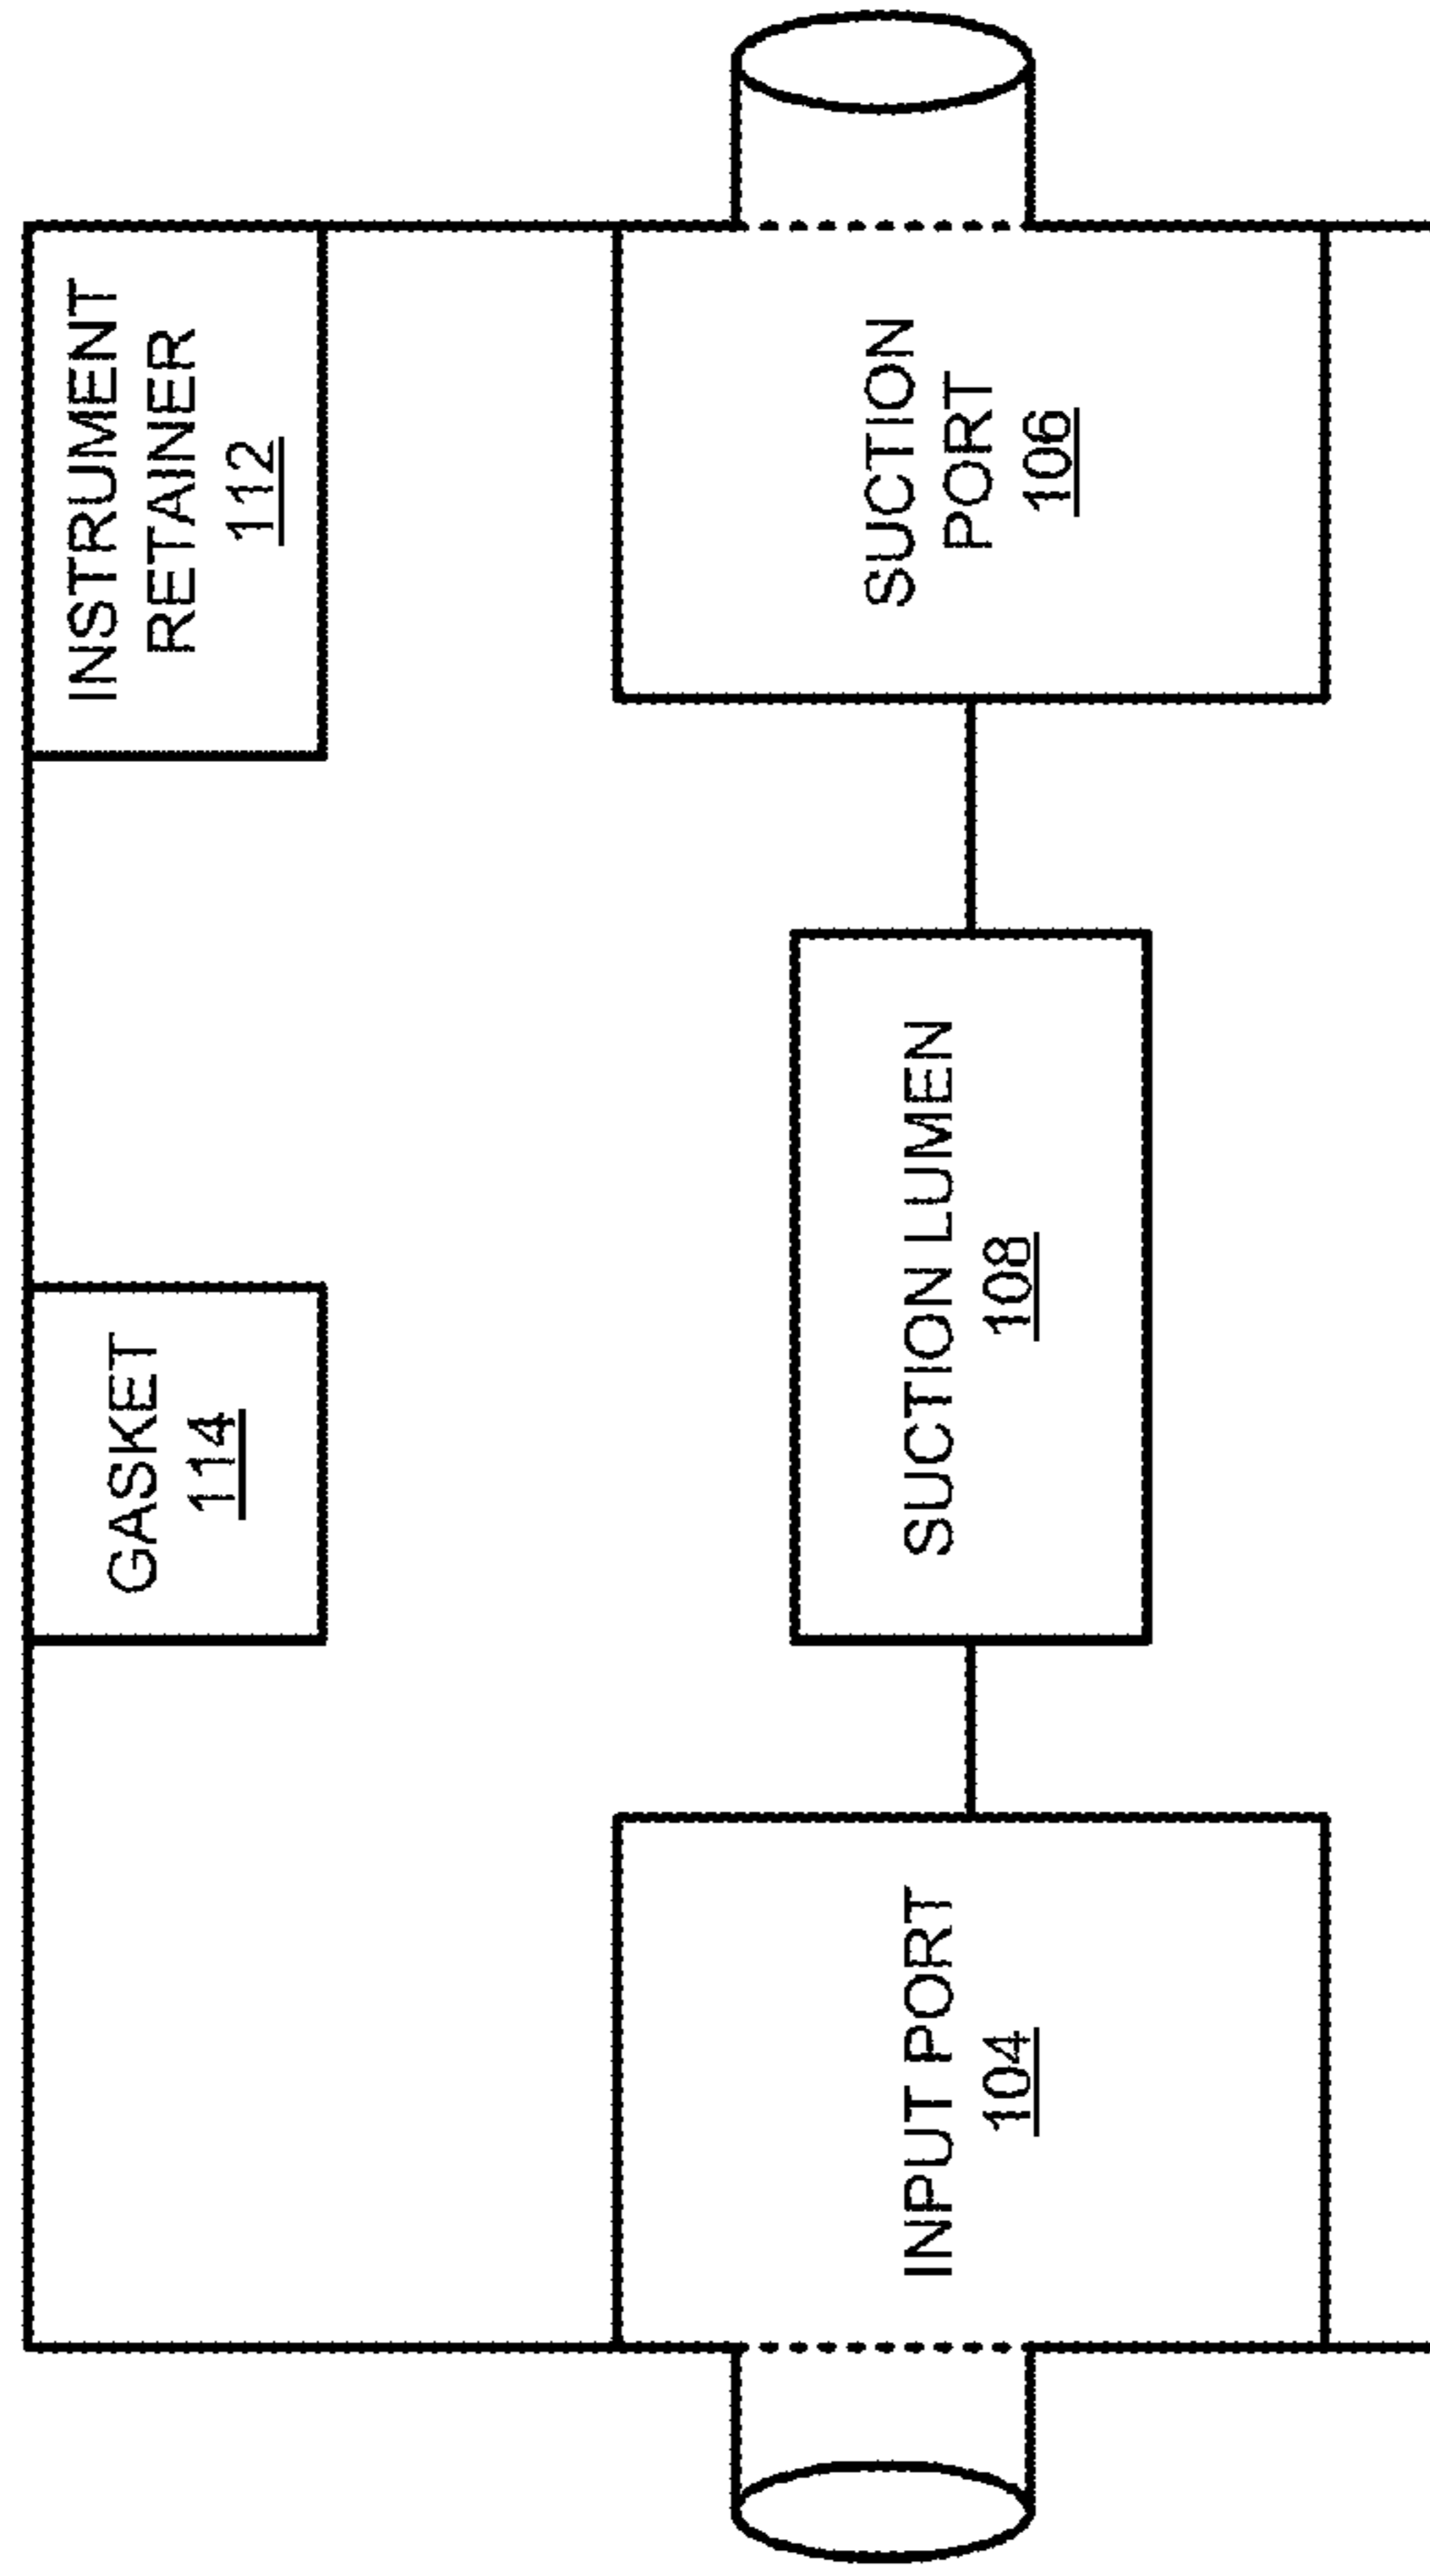 GASKET
114
INSTRUMENT
RETAINER
112
INPUT PORT
104
SUCTION LUMEN
108
SUCTION
PORT
106